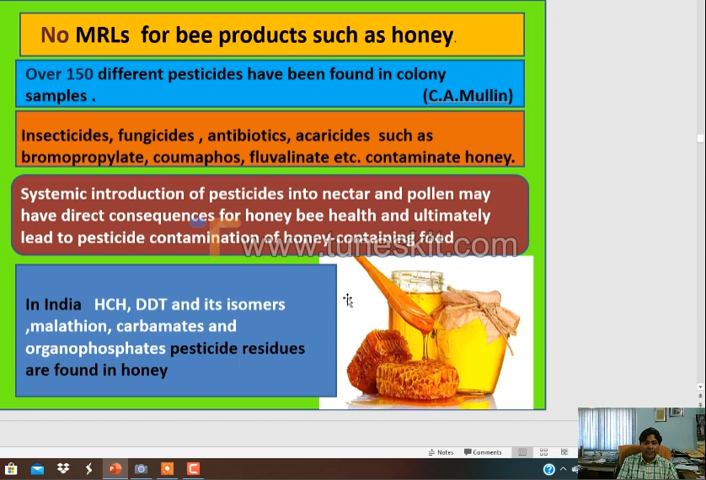 No MRLs for bee products such as honey.
Over 150 different pesticides have been found in colony
samples . (C.A.Mullin)
Insecticides, fungicides , antibiotics, acaricides such as
bromopropylate, coumaphos, fluvalinate etc. contaminate honey.
Systemic introduction of pesticides into nectar and pollen may
have direct consequences for honey bee health and ultimately
lead to pesticide contamination of honey-containing food
www.tuneskit.com
In India HCH, DDT and its isomers
,malathion, carbamates and
organophosphates pesticide residues
are found in honey
Notes Comments